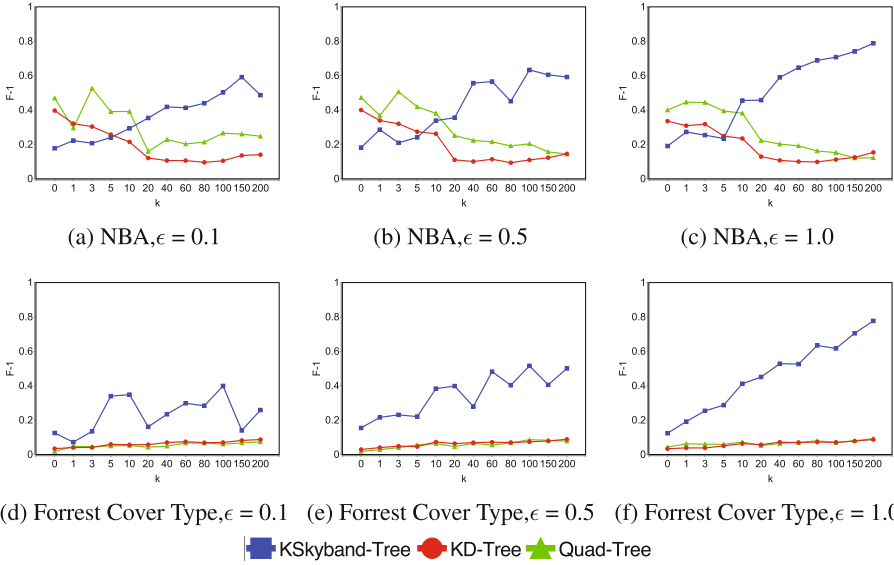 1
0.8
0.6
0.4
0.2
0
F-1
0 1 3 5 10 20 40 60 80 100 150 200
k
(a) NBA,ϵ = 0.1
1
0.8
0.6
0.4
0.2
0
F-1
0 1 3 5 10 20 40 60 80 100 150 200
k
(b) NBA,ϵ = 0.5
1
0.8
0.6
0.4
0.2
0
F-1
0 1 3 5 10 20 40 60 80 100 150 200
k
(c) NBA,ϵ = 1.0
1
0.8
0.6
0.4
0.2
0
F-1
0 1 3 5 10 20 40 60 80 100 150 200
k
(d) Forrest Cover Type,ϵ = 0.1
1
0.8
0.6
0.4
0.2
0
F-1
0 1 3 5 10 20 40 60 80 100 150 200
k
(e) Forrest Cover Type,ϵ = 0.5
1
0.8
0.6
0.4
0.2
0
F-1
0 1 3 5 10 20 40 60 80 100 150 200
k
(f) Forrest Cover Type,ϵ = 1.0
KSkyband-Tree KD-Tree Quad-Tree